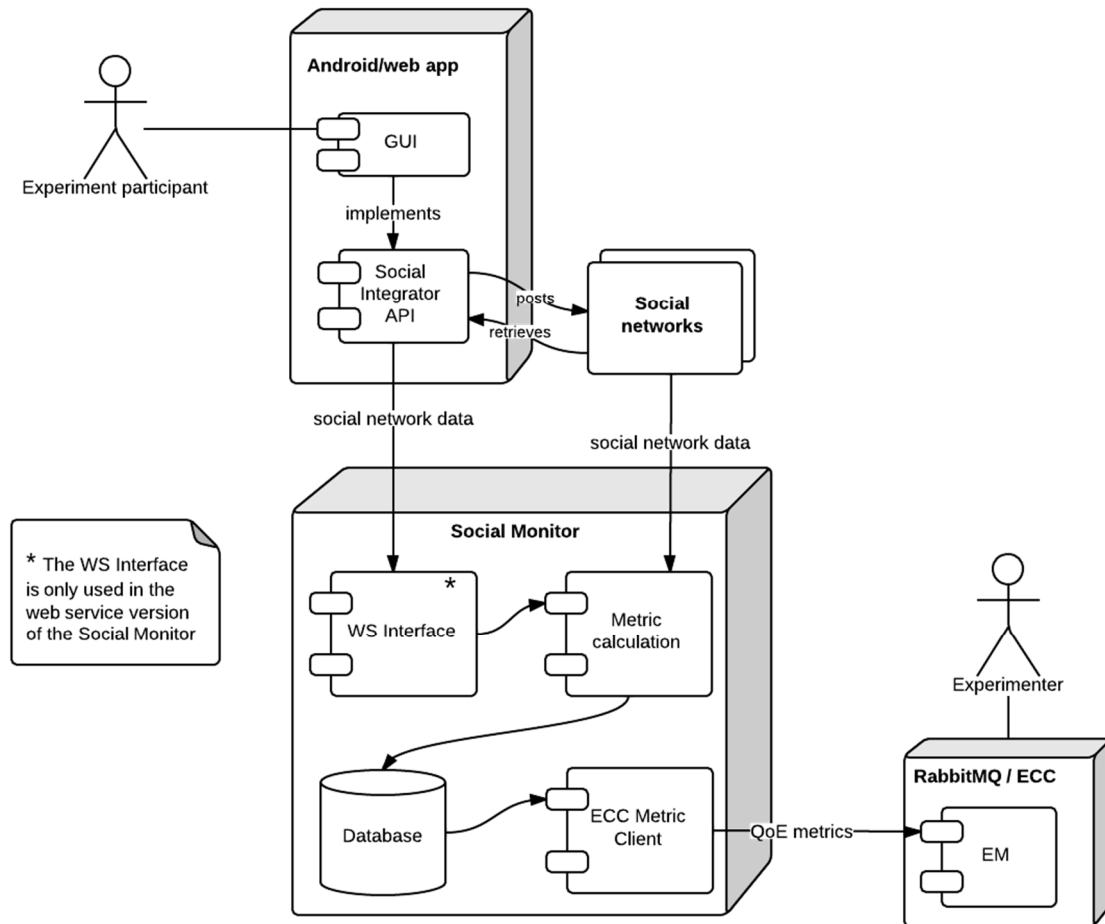 Android/web app
GUI
Experiment participant
implements
Social
Integrator
API
posts
retrieves
Social
networks
social network data
social network data
Social Monitor
* The WS Interface
is only used in the
web service version
of the Social Monitor
*
WS Interface
Metric
calculation
Experimenter
RabbitMQ / ECC
Database
ECC Metric
Client
QoE metrics
EM